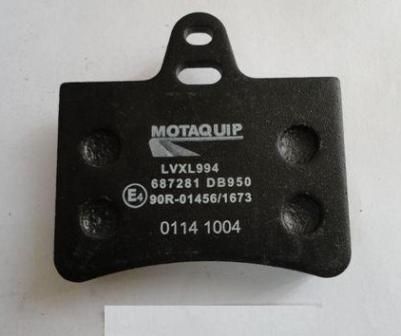 MOTAQUIP
LVXL994
687281 DB950
E4 90R-01456/1673
0114 1004